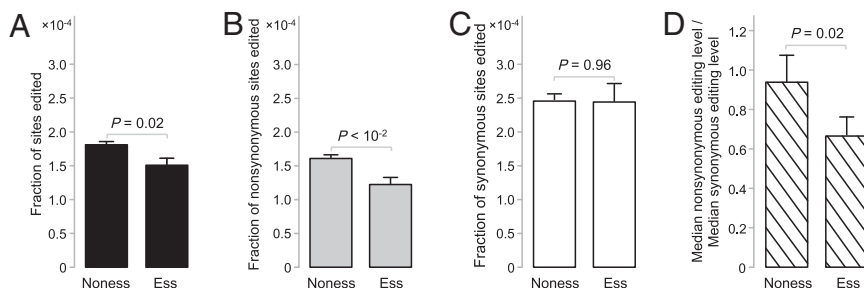 A
×10-4
Fraction of sites edited
3.0
2.5
2.0
1.5
1.0
0.5
0
P = 0.02
Noness
Ess
B
×10-4
Fraction of nonsynonymous sites edited
3.0
2.5
2.0
1.5
1.0
0.5
0
P < 10-2
Noness
Ess
C
×10-4
Fraction of synonymous sites edited
3.0
2.5
2.0
1.5
1.0
0.5
0
P = 0.96
Noness
Ess
D
Median nonsynonymous editing level /
Median synonymous editing level
1.2
1.0
0.8
0.6
0.4
0.2
0
P = 0.02
Noness
Ess